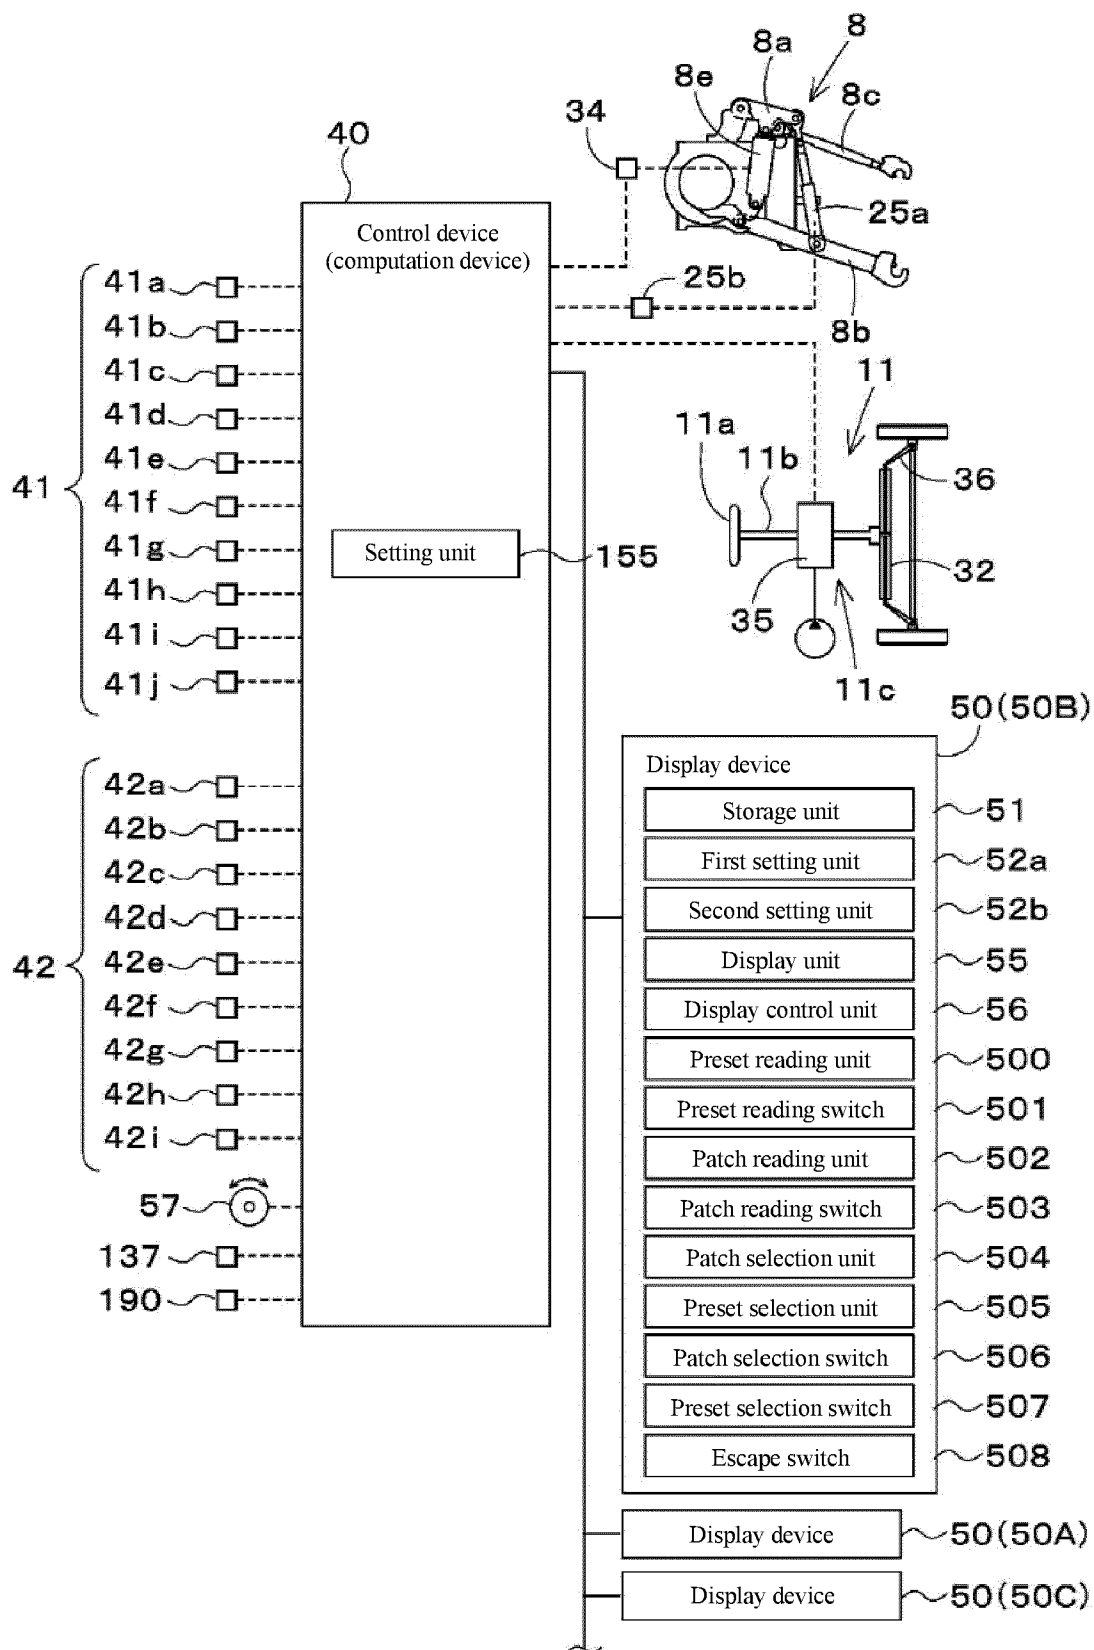 8
8a
8e
8c
34
40
25a
Control device
(computation device)
25b
8b
41
41a
41b
41c
41d
41e
41f
41g
41h
41i
41j
11
11a
11b
36
Setting unit
155
32
35
11c
50(50B)
Display device
42
42a
42b
42c
42d
42e
42f
42g
42h
42i
57
137
190
Storage unit 51
First setting unit 52a
Second setting unit 52b
Display unit 55
Display control unit 56
Preset reading unit 500
Preset reading switch 501
Patch reading unit 502
Patch reading switch 503
Patch selection unit 504
Preset selection unit 505
Patch selection switch 506
Preset selection switch 507
Escape switch 508
Display device 50(50A)
Display device 50(50C)